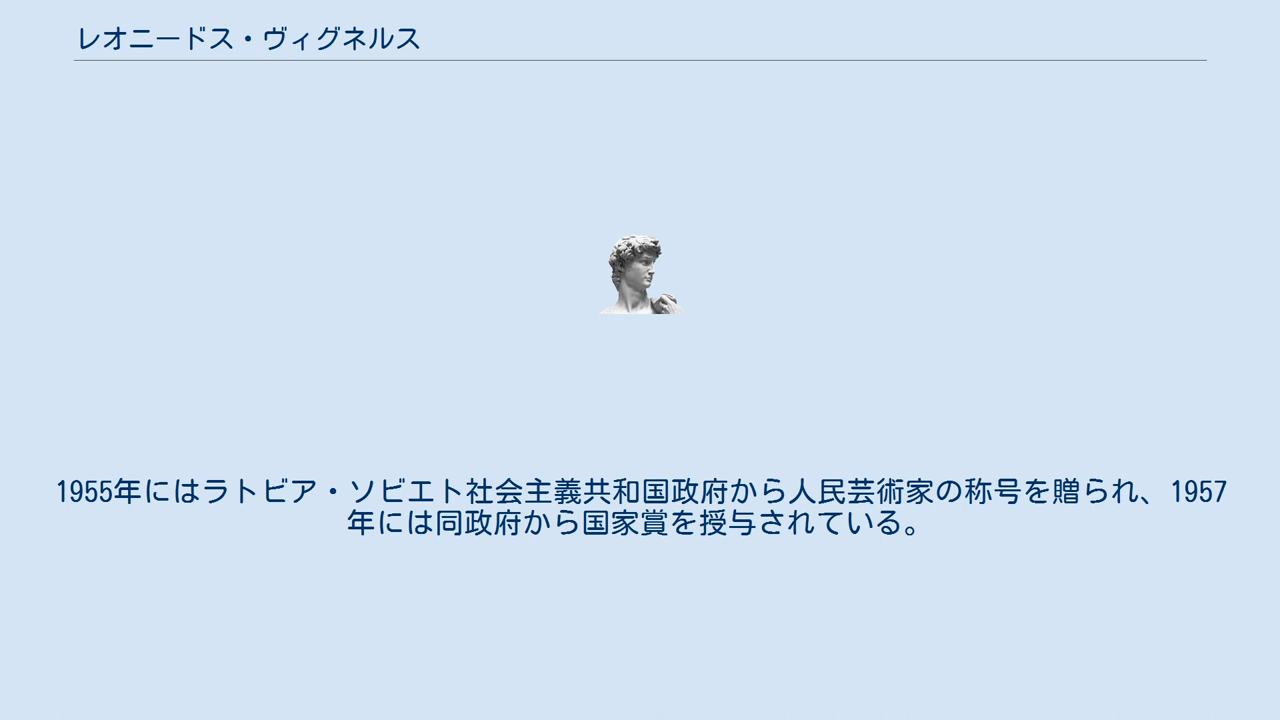 レオニードス・ヴィグネルス
1955年にはラトビア・ソビエト社会主義共和国政府から人民芸術家の称号を贈られ、1957
年には同政府から国家賞を授与されている。